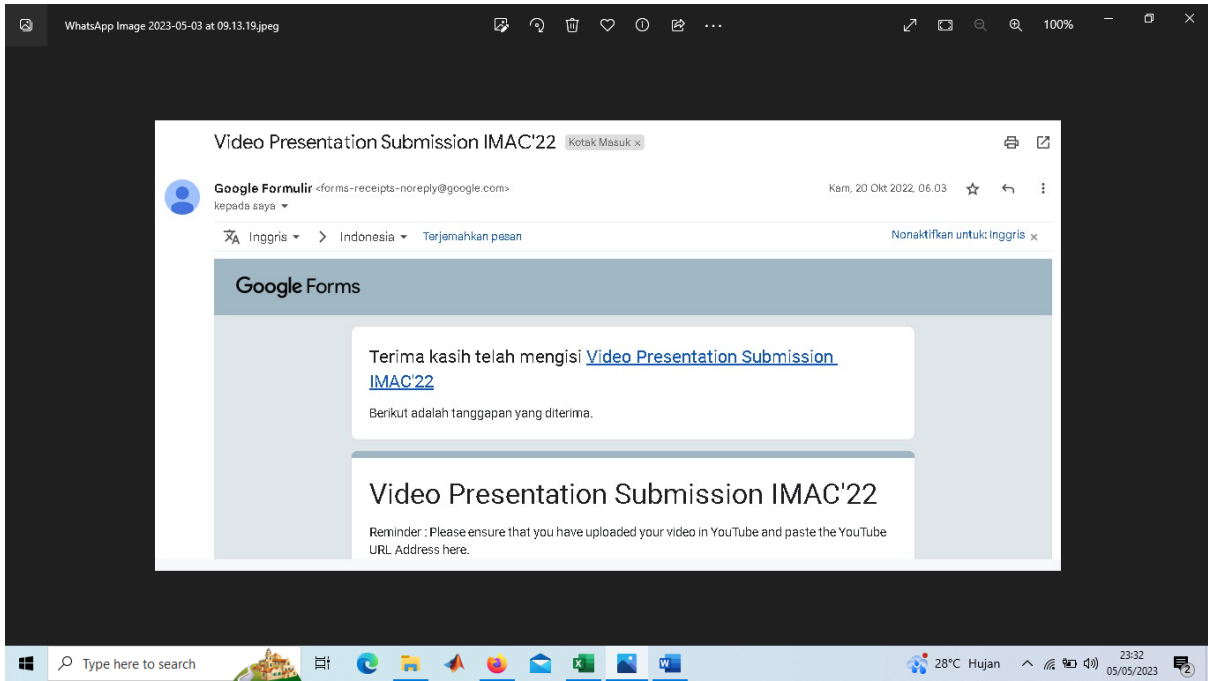 WhatsApp Image 2023-05-03 at 09.13.19.jpeg
100%
Video Presentation Submission IMAC'22 Kotak Masuk ×
Google Formulir <forms-receipts-noreply@google.com>
Kam, 20 Okt 2022, 06.03
kepada saya
Inggris > Indonesia Terjemahkan pesan
Nonaktifkan untuk: Inggris ×
Google Forms
Terima kasih telah mengisi Video Presentation Submission
IMAC'22
Berikut adalah tanggapan yang diterima.
Video Presentation Submission IMAC'22
Reminder : Please ensure that you have uploaded your video in YouTube and paste the YouTube
URL Address here.
Type here to search
28°C Hujan
23:32
05/05/2023
2